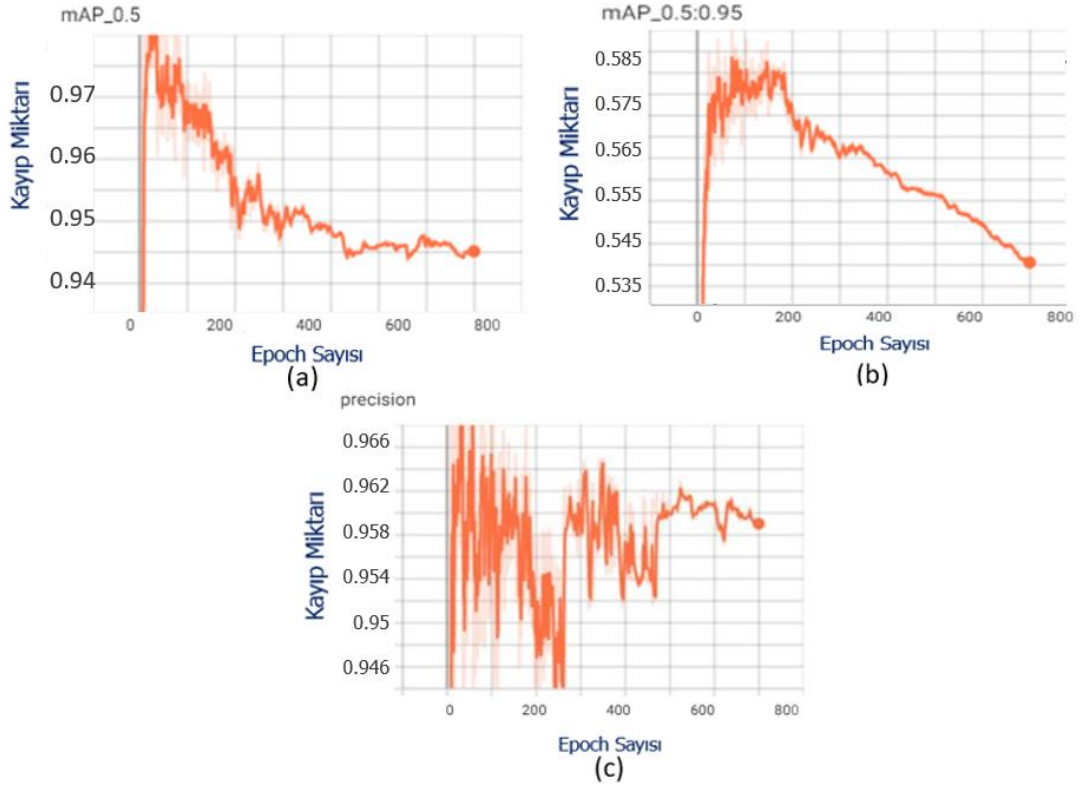 mAP_0.5
Kayıp Miktarı
0.97
0.96
0.95
0.94
0 200 400 600 800
Epoch Sayısı
(a)
mAP_0.5:0.95
Kayıp Miktarı
0.585
0.575
0.565
0.555
0.545
0.535
0 200 400 600 800
Epoch Sayısı
(b)
precision
Kayıp Miktarı
0.966
0.962
0.958
0.954
0.95
0.946
0 200 400 600 800
Epoch Sayısı
(c)